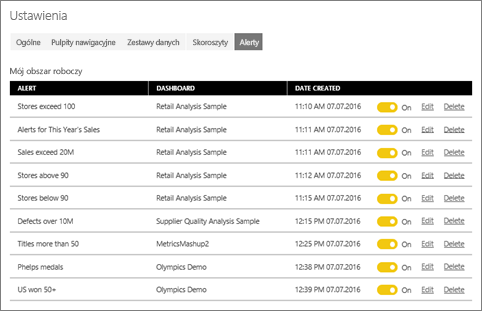 Ustawienia
Ogólne Pulpity nawigacyjne Zestawy danych Skoroszyty Alerty
Mój obszar roboczy
ALERT DASHBOARD DATE CREATED
Stores exceed 100 Retail Analysis Sample 11:10 AM 07.07.2016 On Edit Delete
Alerts for This Year's Sales Retail Analysis Sample 11:11 AM 07.07.2016 On Edit Delete
Sales exceed 20M Retail Analysis Sample 11:11 AM 07.07.2016 On Edit Delete
Stores above 90 Retail Analysis Sample 11:12 AM 07.07.2016 On Edit Delete
Stores below 90 Retail Analysis Sample 11:15 AM 07.07.2016 On Edit Delete
Defects over 10M Supplier Quality Analysis Sample 12:15 PM 07.07.2016 On Edit Delete
Titles more than 50 MetricsMashup2 12:25 PM 07.07.2016 On Edit Delete
Phelps medals Olympics Demo 12:38 PM 07.07.2016 On Edit Delete
US won 50+ Olympics Demo 12:39 PM 07.07.2016 On Edit Delete